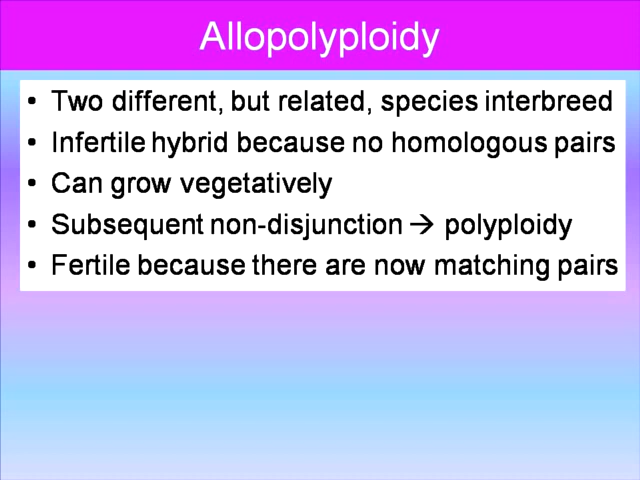 Allopolyploidy
• Two different, but related, species interbreed
• Infertile hybrid because no homologous pairs
• Can grow vegetatively
• Subsequent non-disjunction → polyploidy
• Fertile because there are now matching pairs